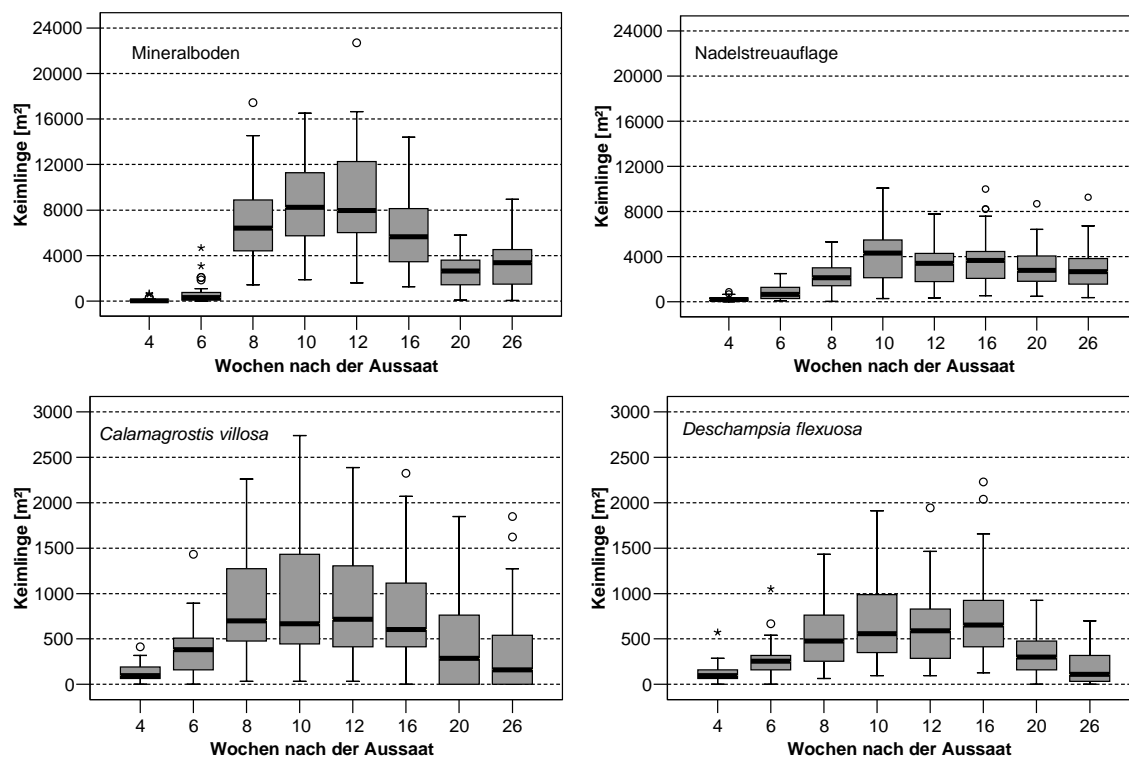 Mineralboden
Keimlinge [m²]
24000
20000
16000
12000
8000
4000
0
4 6 8 10 12 16 20 26
Wochen nach der Aussaat
Nadelstreuauflage
Keimlinge [m²]
24000
20000
16000
12000
8000
4000
0
4 6 8 10 12 16 20 26
Wochen nach der Aussaat
Calamagrostis villosa
Keimlinge [m²]
3000
2500
2000
1500
1000
500
0
4 6 8 10 12 16 20 26
Wochen nach der Aussaat
Deschampsia flexuosa
Keimlinge [m²]
3000
2500
2000
1500
1000
500
0
4 6 8 10 12 16 20 26
Wochen nach der Aussaat